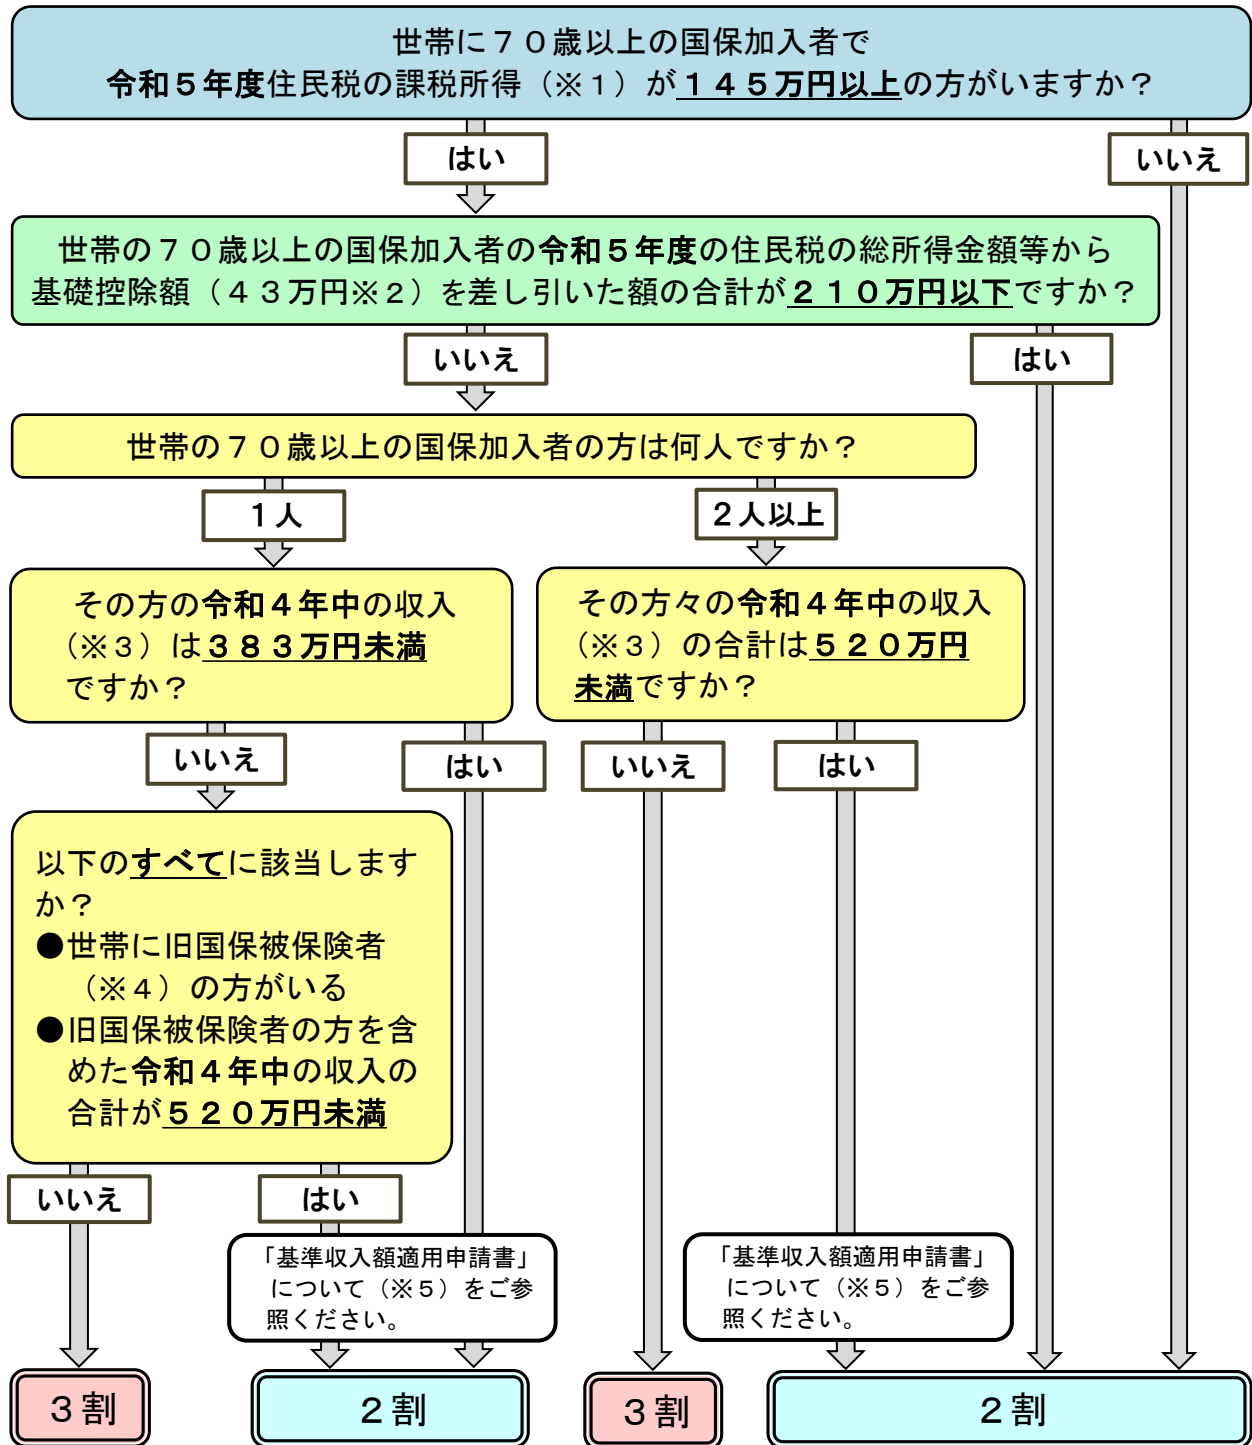 世帯に７０歳以上の国保加入者で
令和５年度住民税の課税所得（※１）が１４５万円以上の方がいますか？
はい
いいえ
世帯の７０歳以上の国保加入者の令和５年度の住民税の総所得金額等から
基礎控除額（４３万円※２）を差し引いた額の合計が２１０万円以下ですか？
いいえ
はい
世帯の７０歳以上の国保加入者の方は何人ですか？
１人
２人以上
その方の令和４年中の収入
（※３）は３８３万円未満
ですか？
その方々の令和４年中の収入
（※３）の合計は５２０万円
未満ですか？
いいえ
はい
いいえ
はい
以下のすべてに該当します
か？
●世帯に旧国保被保険者
（※４）の方がいる
●旧国保被保険者の方を含
めた令和４年中の収入の
合計が５２０万円未満
いいえ
はい
「基準収入額適用申請書」
について（※５）をご参
照ください。
「基準収入額適用申請書」
について（※５）をご参
照ください。
３割
２割
３割
２割